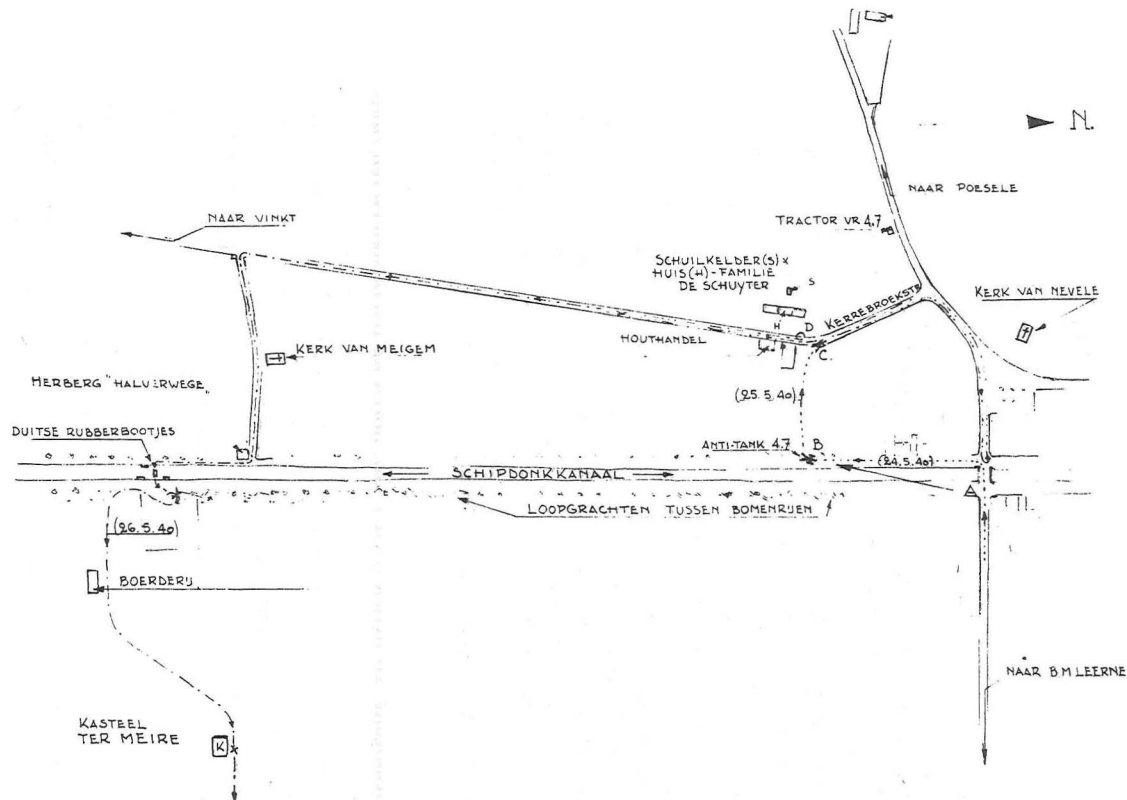 N.
NAAR POESELE
NAAR VINKT
TRACTOR VR 4.7
SCHUILKELDER(S)x
HUIS(H)-FAMILIE
DE SCHUYTER
S
KERK VAN NEVELE
KERREBROEKSTR
H
D
HOUTHANDEL
C
C.
KERK VAN MEIGEM
HERBERG "HALVERWEGE"
(25.5.40)
DUITSE RUBBERBOOTJES
ANTI-TANK 4.7
B
(24.5.40)
SCHIPDONKKANAAL
A
LOOPGRACHTEN TUSSEN BOMENRIJEN
(26.5.40)
BOERDERIJ
NAAR B.M LEERNE
KASTEEL
TER MEIRE
K